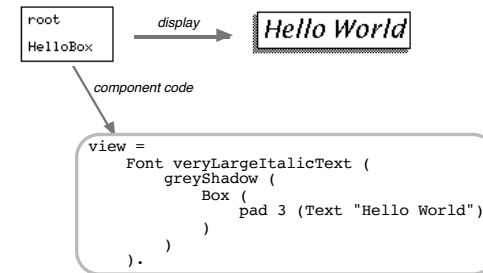 root
HelloBox
display
Hello World
component code
view =
    Font veryLargeItalicText (
        greyShadow (
            Box (
                pad 3 (Text "Hello World")
            )
        )
    ).